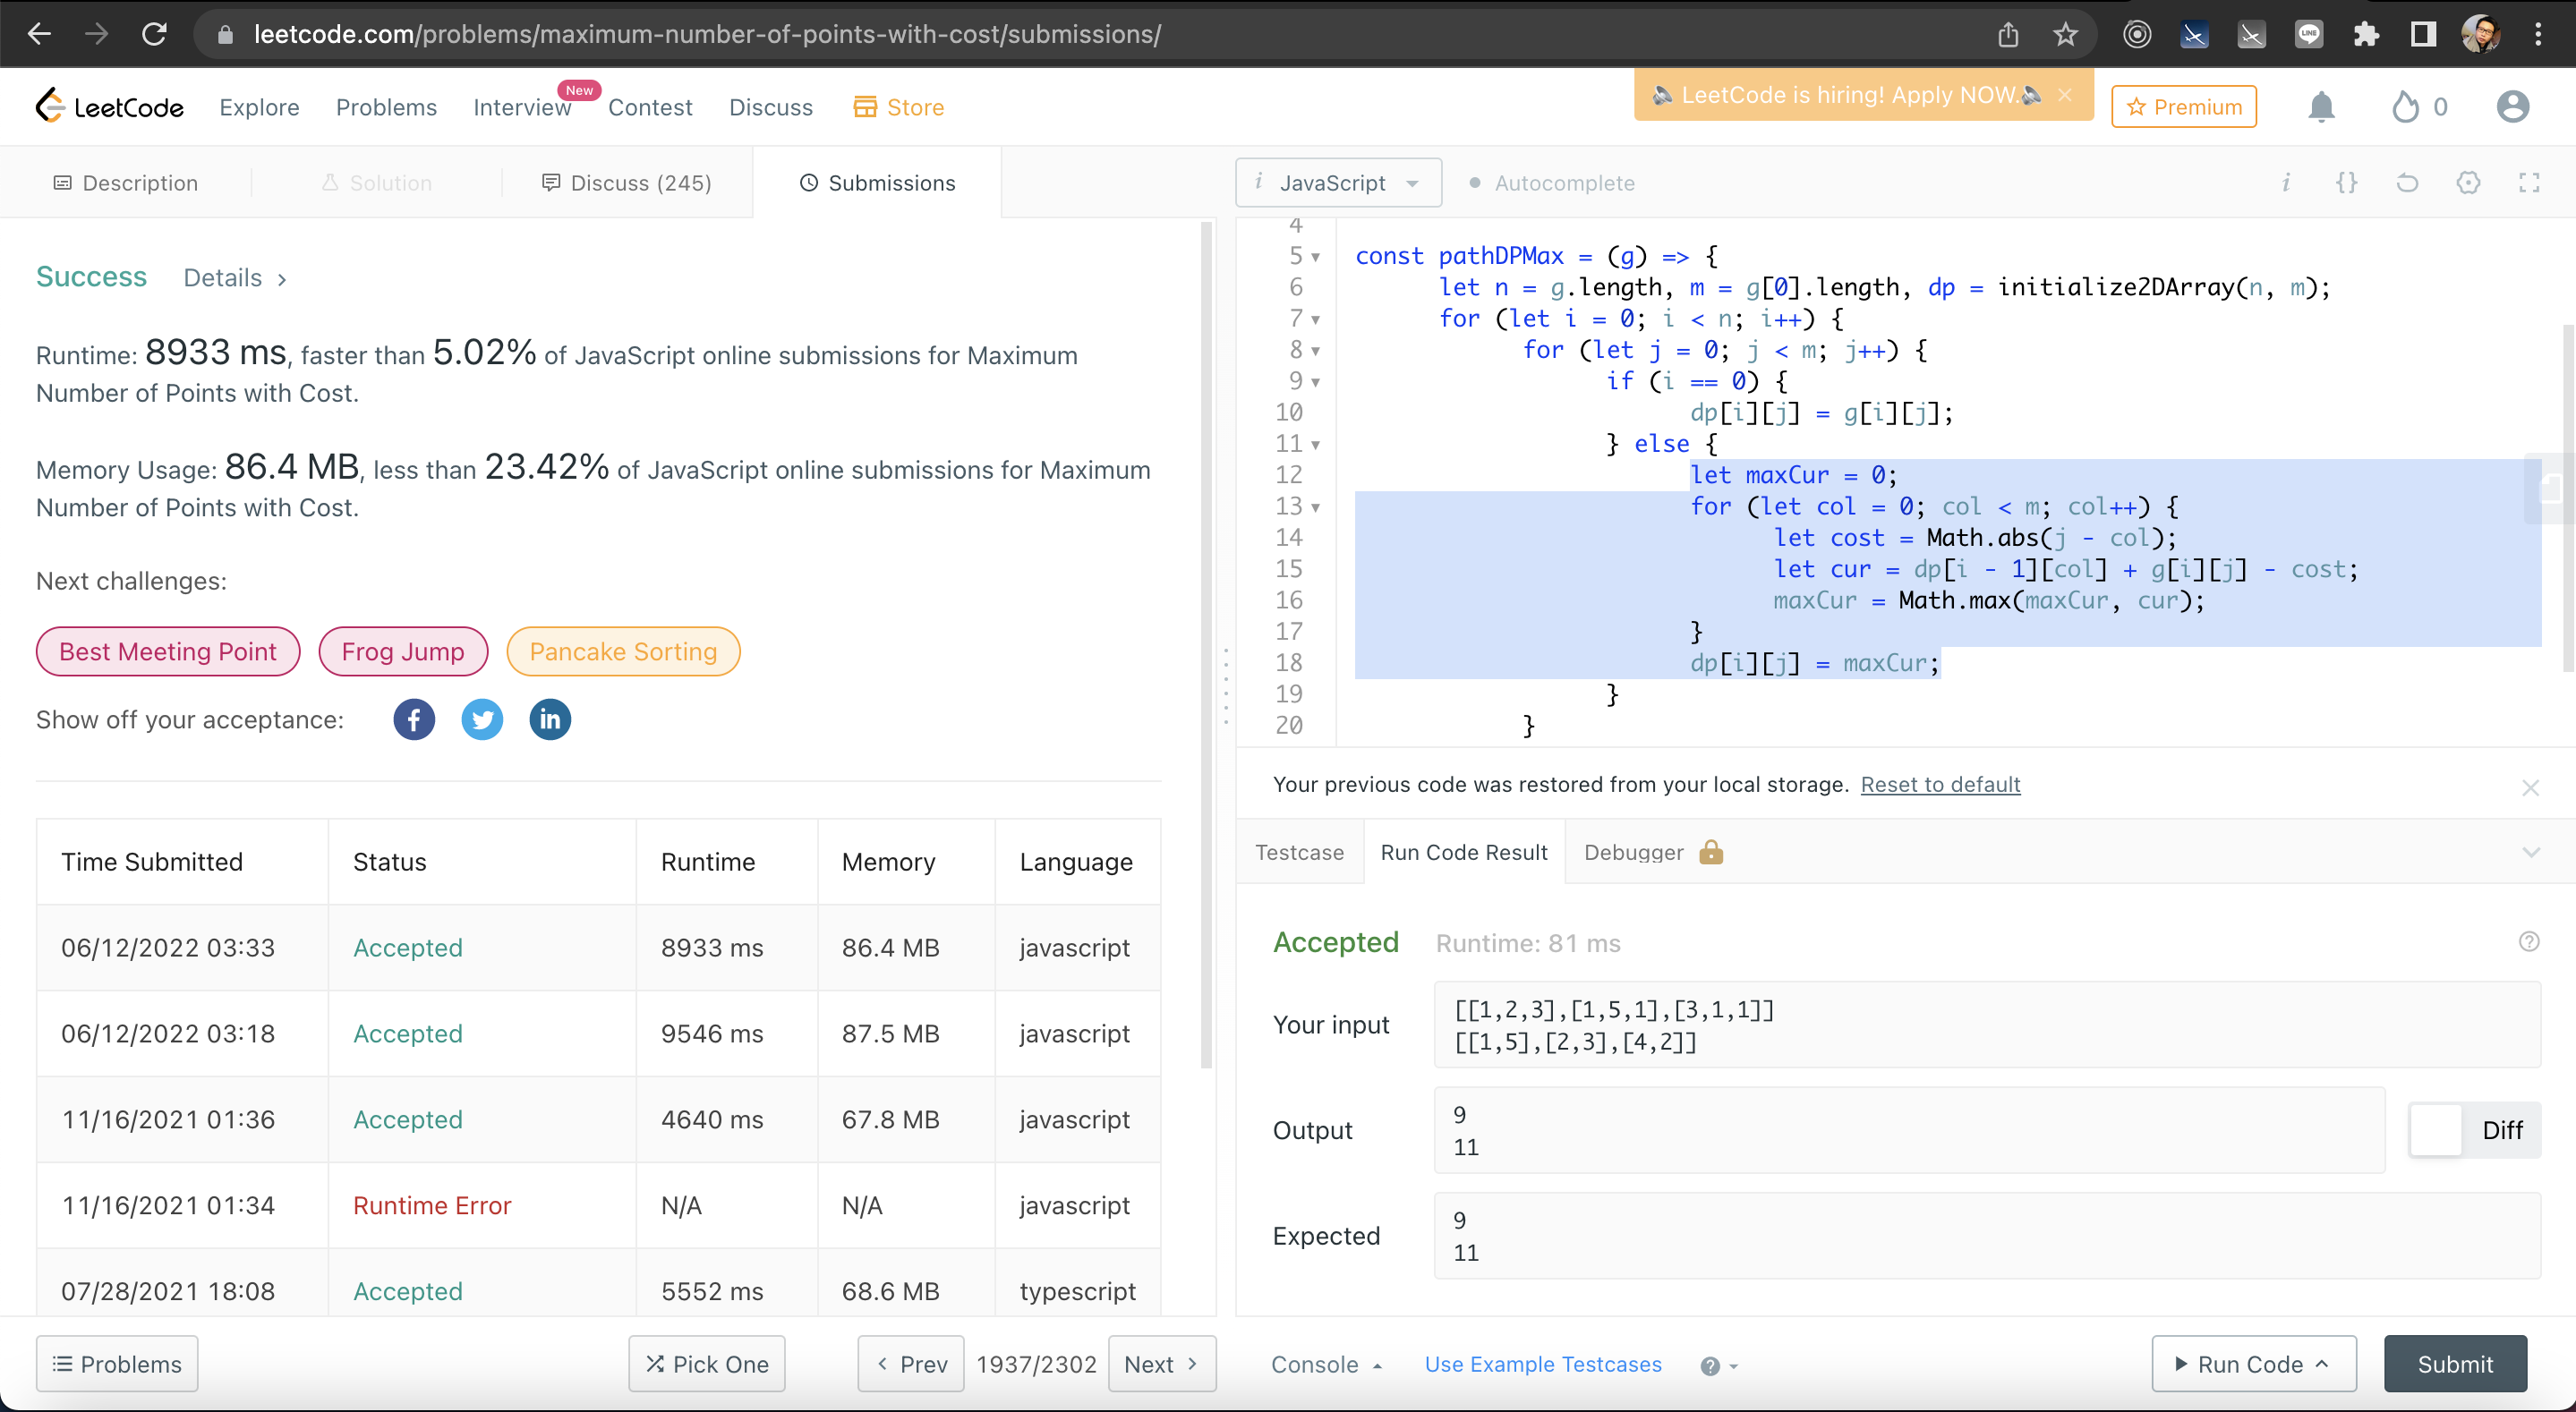 leetcode.com/problems/maximum-number-of-points-with-cost/submissions/
LINE
LeetCode Explore Problems Interview New Contest Discuss Store LeetCode is hiring! Apply NOW. Premium 0
Description Solution Discuss (245) Submissions
i JavaScript Autocomplete i {}
Success Details
Runtime: 8933 ms, faster than 5.02% of JavaScript online submissions for Maximum
Number of Points with Cost.
Memory Usage: 86.4 MB, less than 23.42% of JavaScript online submissions for Maximum
Number of Points with Cost.
Next challenges:
Best Meeting Point Frog Jump Pancake Sorting
Show off your acceptance: f in
Time Submitted Status Runtime Memory Language
06/12/2022 03:33 Accepted 8933 ms 86.4 MB javascript
06/12/2022 03:18 Accepted 9546 ms 87.5 MB javascript
11/16/2021 01:36 Accepted 4640 ms 67.8 MB javascript
11/16/2021 01:34 Runtime Error N/A N/A javascript
07/28/2021 18:08 Accepted 5552 ms 68.6 MB typescript
Problems Pick One Prev 1937/2302 Next
4
5 const pathDPMax = (g) => {
6 let n = g.length, m = g[0].length, dp = initialize2DArray(n, m);
7 for (let i = 0; i < n; i++) {
8 for (let j = 0; j < m; j++) {
9 if (i == 0) {
10 dp[i][j] = g[i][j];
11 } else {
12 let maxCur = 0;
13 for (let col = 0; col < m; col++) {
14 let cost = Math.abs(j - col);
15 let cur = dp[i - 1][col] + g[i][j] - cost;
16 maxCur = Math.max(maxCur, cur);
17 }
18 dp[i][j] = maxCur;
19 }
20 }
Your previous code was restored from your local storage. Reset to default
Testcase Run Code Result Debugger
Accepted Runtime: 81 ms
Your input
[[1,2,3],[1,5,1],[3,1,1]]
[[1,5],[2,3],[4,2]]
Output
9
11
Diff
Expected
9
11
Console Use Example Testcases Run Code Submit